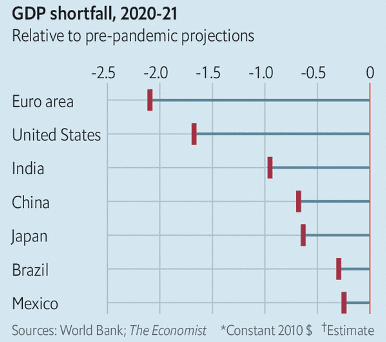 GDP shortfall, 2020-21
Relative to pre-pandemic projections
-2.5 -2.0 -1.5 -1.0 -0.5 0
Euro area
United States
India
China
Japan
Brazil
Mexico
Sources: World Bank; The Economist *Constant 2010 $ †Estimate